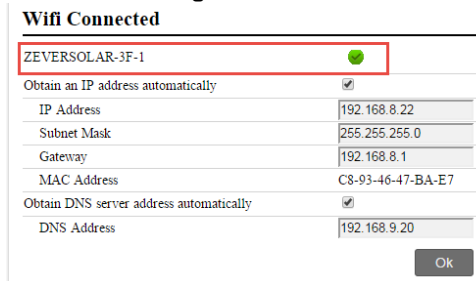 Wifi Connected
ZEVERSOLAR-3F-1
Obtain an IP address automatically
IP Address 192.168.8.22
Subnet Mask 255.255.255.0
Gateway 192.168.8.1
MAC Address C8-93-46-47-BA-E7
Obtain DNS server address automatically
DNS Address 192.168.9.20
Ok